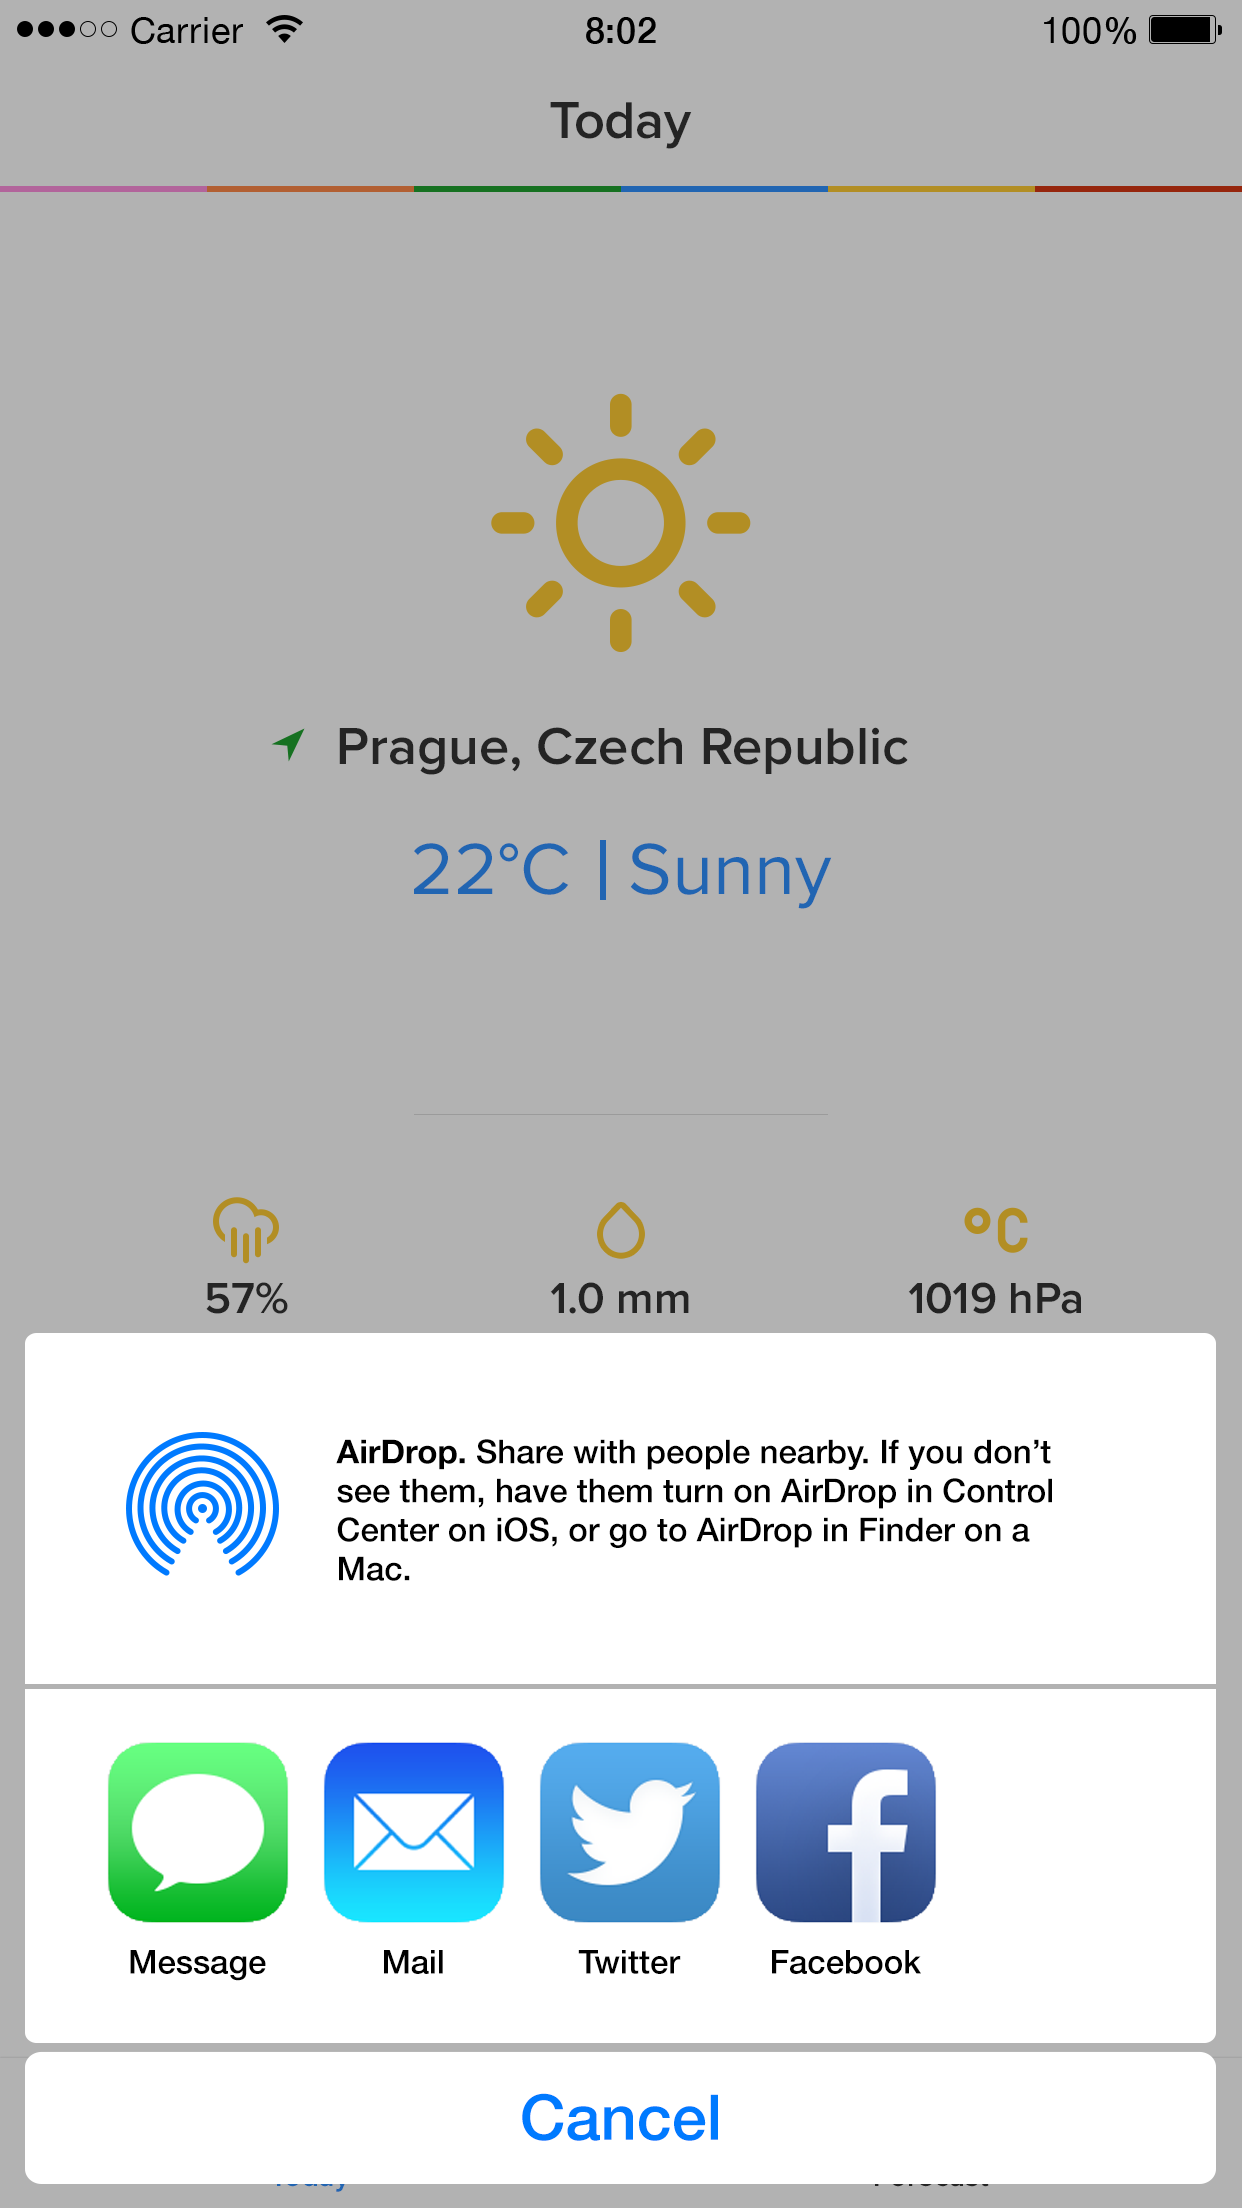 Carrier 8:02 100%
Today
Prague, Czech Republic
22°C | Sunny
°C
57% 1.0 mm 1019 hPa
AirDrop. Share with people nearby. If you don’t
see them, have them turn on AirDrop in Control
Center on iOS, or go to AirDrop in Finder on a
Mac.
Message Mail Twitter Facebook
Cancel
Today Forecast